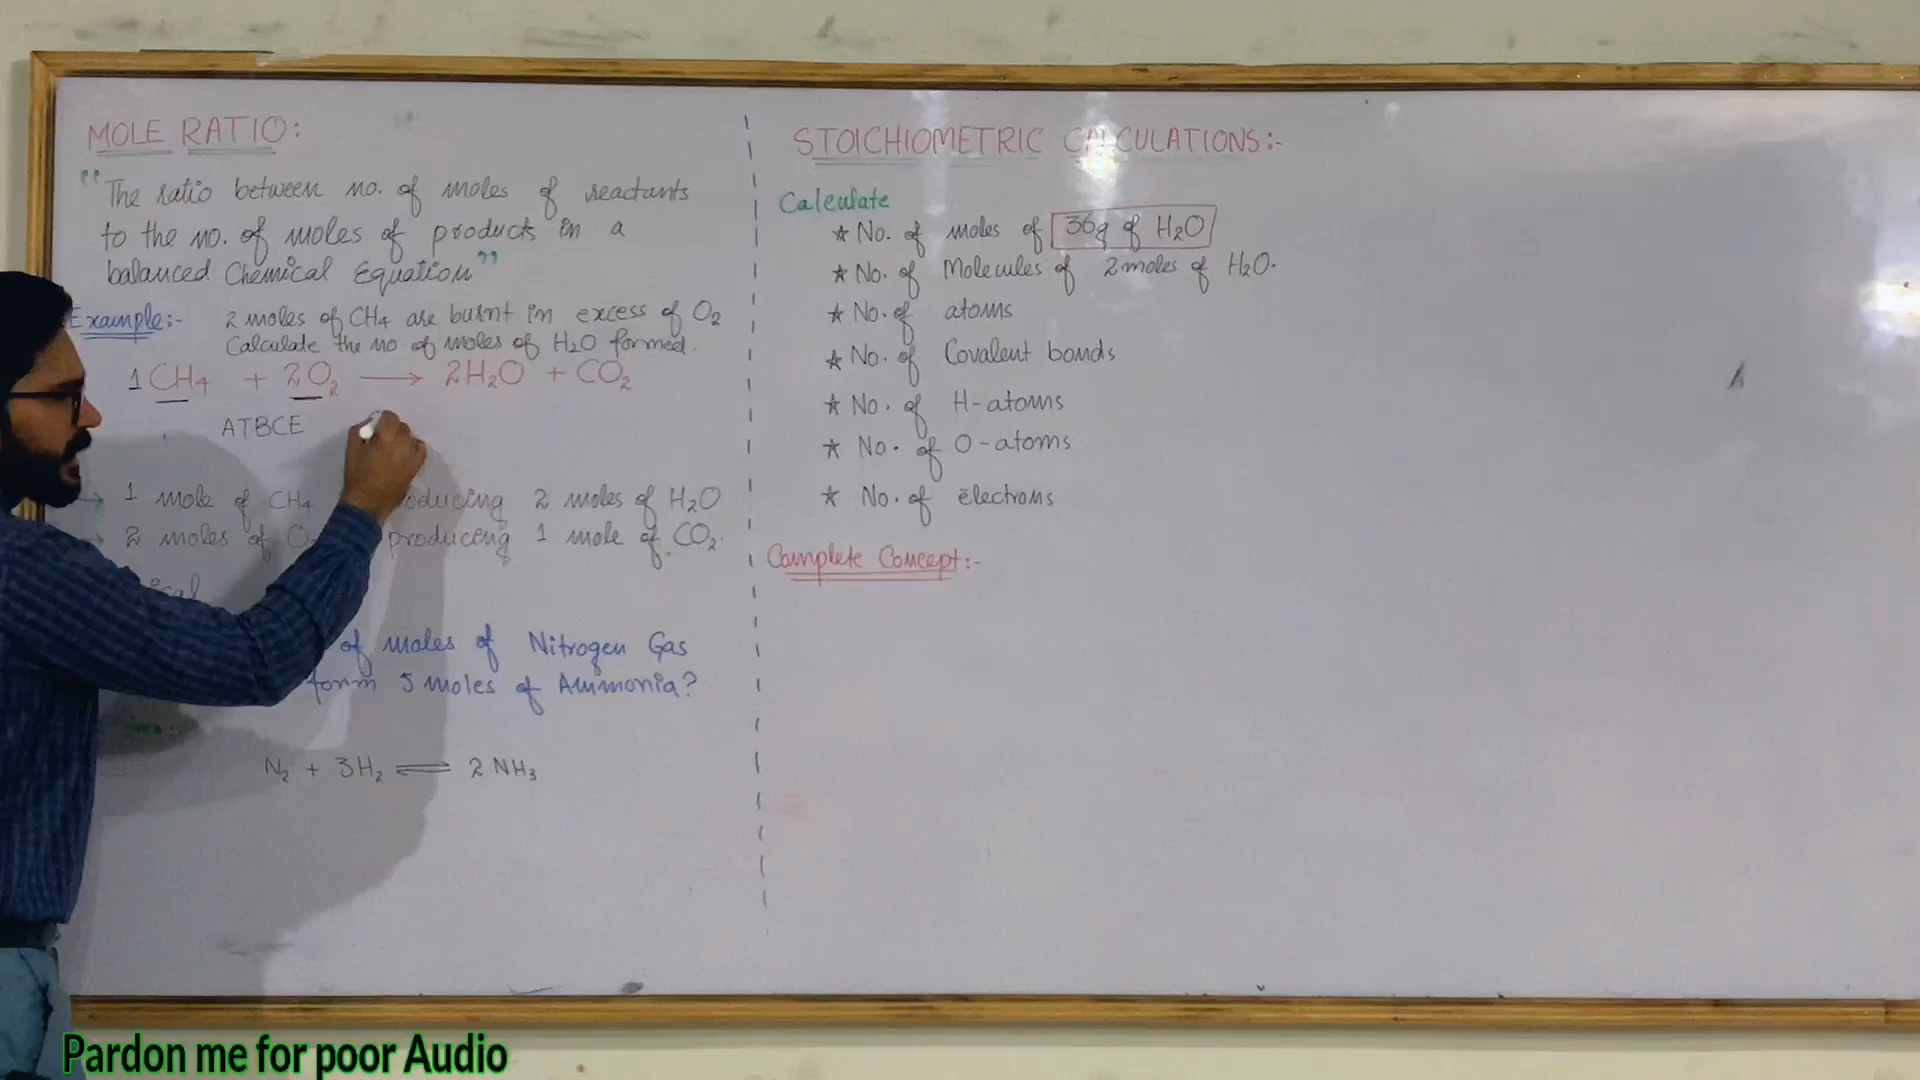 MOLE RATIO:
"The ratio between no. of moles of reactants
to the no. of moles of products in a
balanced Chemical Equation"
Example:- 2 moles of CH4 are burnt in excess of O2
Calculate the no of moles of H2O formed.
1CH4 + 2O2 → 2H2O + CO2
ATBCE
→ 1 mole of CH4 2 moles of H2O
→ 2 moles of producing 1 mole of CO2.
of moles of Nitrogen Gas
form 5 moles of Ammonia?
N2 + 3H2 ⇌ 2 NH3
STOICHIOMETRIC CALCULATIONS:-
Calculate
★ No. of moles of 36g of H2O
★ No. of Molecules of 2 moles of H2O.
★ No. of atoms
★ No. of Covalent bonds
★ No. of H-atoms
★ No. of O-atoms
★ No. of electrons
Complete Concept:-
Pardon me for poor Audio